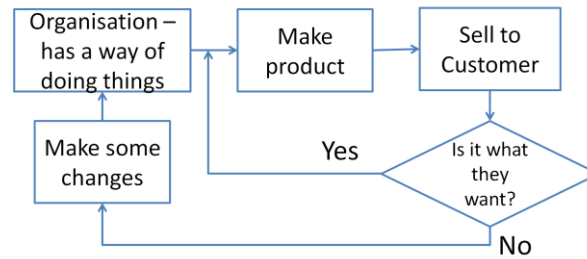 Organisation –
has a way of
doing things
Make
product
Sell to
Customer
Is it what
they
want?
Yes
No
Make some
changes